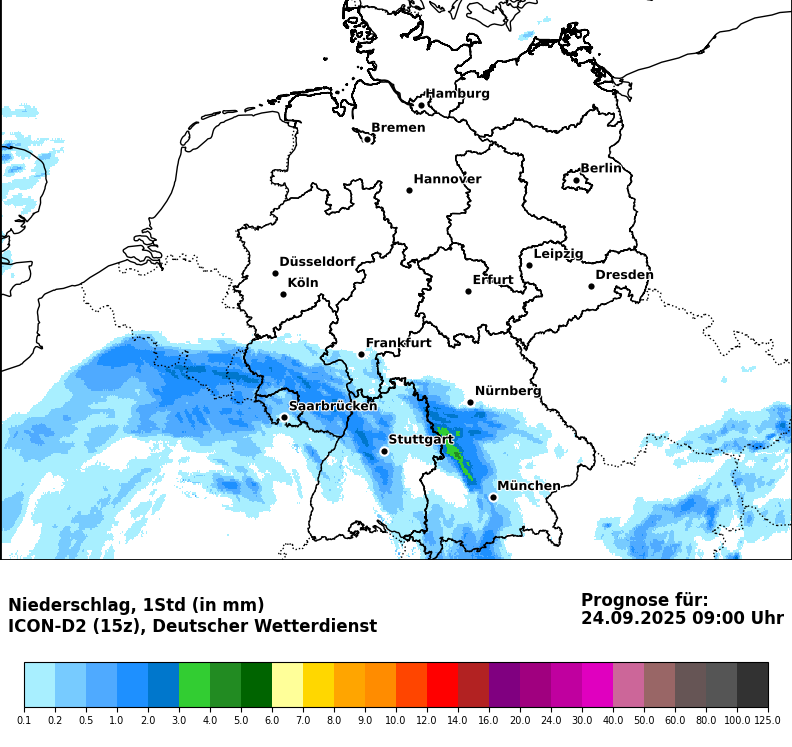 Hamburg
Bremen
Berlin
Hannover
Leipzig
Düsseldorf
Dresden
Köln
Erfurt
Frankfurt
Nürnberg
Saarbrücken
Stuttgart
München
Niederschlag, 1Std (in mm)
ICON-D2 (15z), Deutscher Wetterdienst
Prognose für:
24.09.2025 09:00 Uhr
0.1 0.2 0.5 1.0 2.0 3.0 4.0 5.0 6.0 7.0 8.0 9.0 10.0 12.0 14.0 16.0 20.0 24.0 30.0 40.0 50.0 60.0 80.0 100.0 125.0